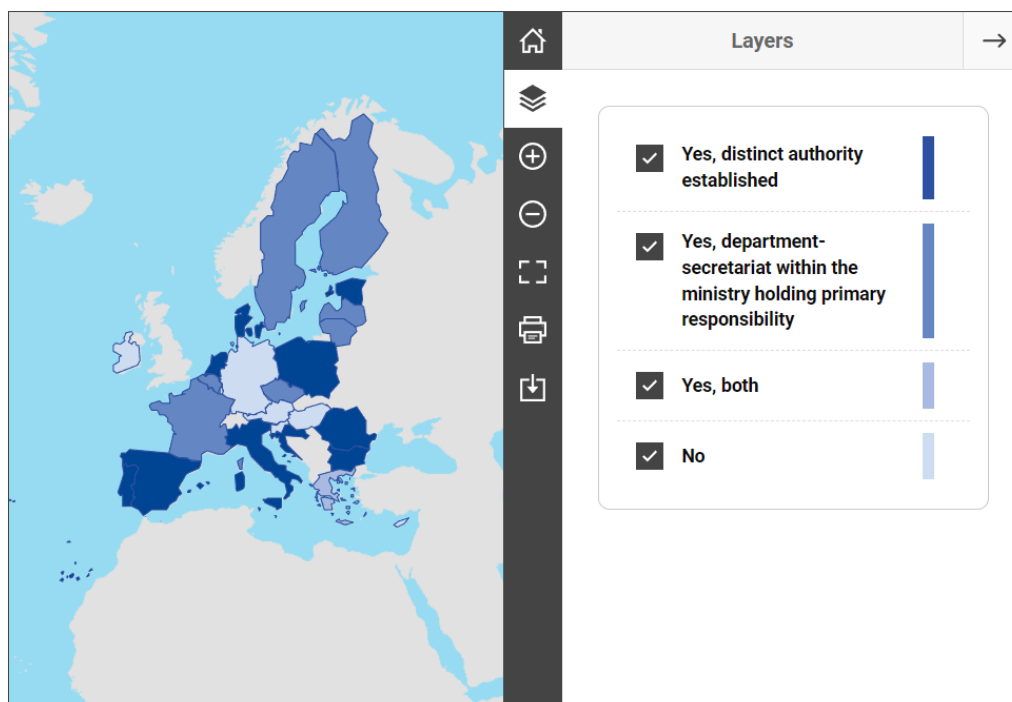 Layers
Yes, distinct authority
established
Yes, department-
secretariat within the
ministry holding primary
responsibility
Yes, both
No